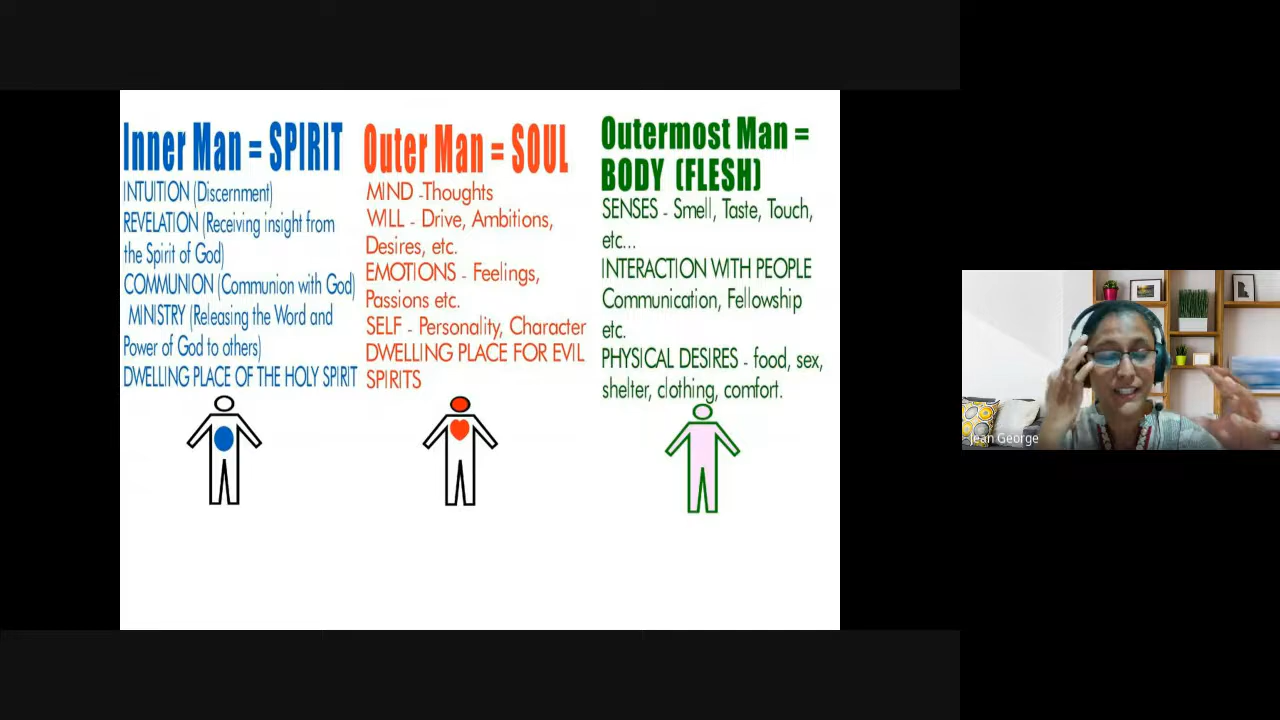 Inner Man = SPIRIT
INTUITION (Discernment)
REVELATION (Receiving insight from
the Spirit of God)
COMMUNION (Communion with God)
MINISTRY (Releasing the Word and
Power of God to others)
DWELLING PLACE OF THE HOLY SPIRIT
Outer Man = SOUL
MIND -Thoughts
WILL - Drive, Ambitions,
Desires, etc.
EMOTIONS - Feelings,
Passions etc.
SELF - Personality, Character
DWELLING PLACE FOR EVIL
SPIRITS
Outermost Man =
BODY (FLESH)
SENSES - Smell, Taste, Touch,
etc...
INTERACTION WITH PEOPLE
Communication, Fellowship
etc.
PHYSICAL DESIRES - food, sex,
shelter, clothing, comfort.
Jean George